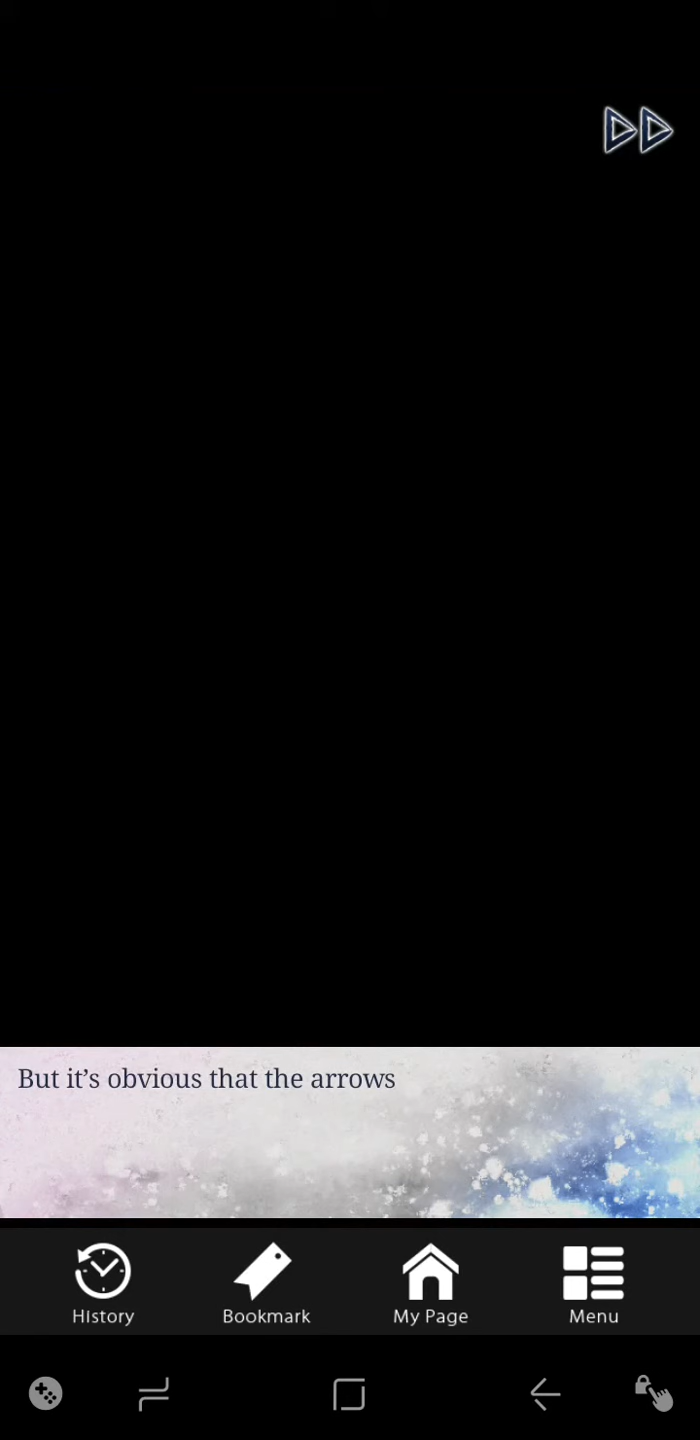 But it’s obvious that the arrows
History
Bookmark
My Page
Menu